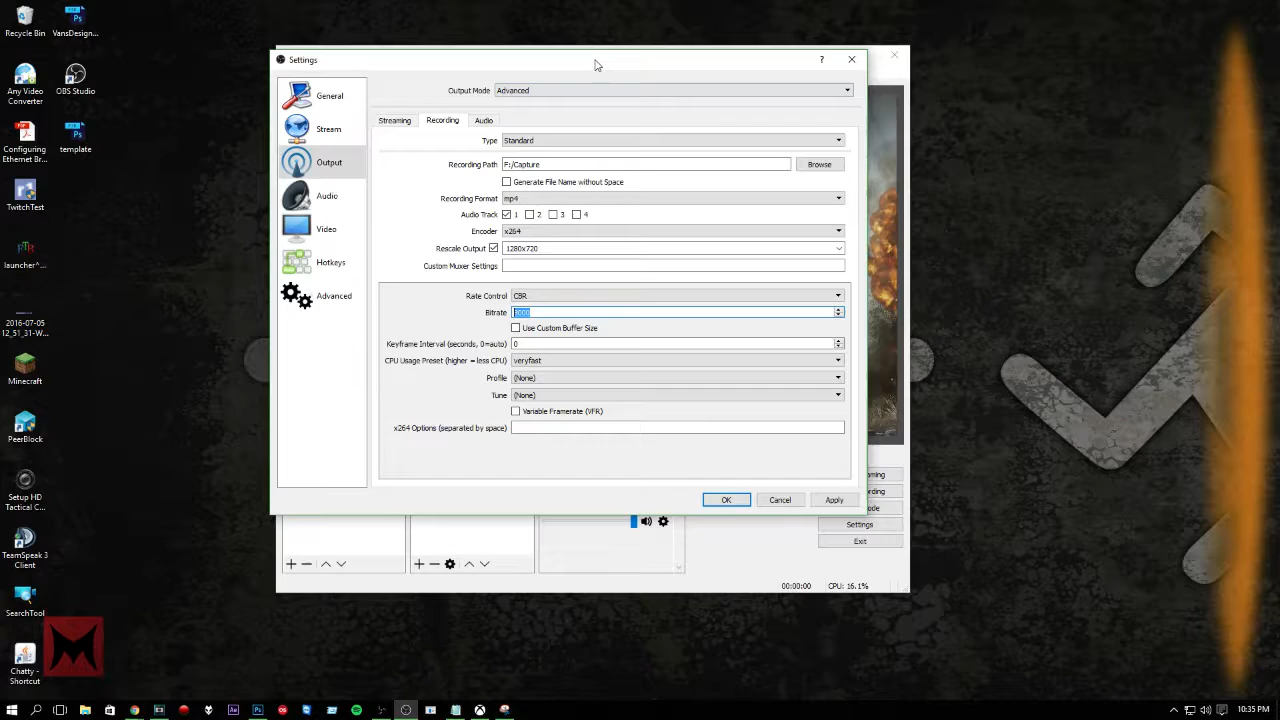 Recycle Bin
VansDesign...
Any Video
Converter
OBS Studio
Configuring
Ethernet Br...
template
TwitchTest
launcher^...
2016-07-05
12_51_31-W...
Minecraft
PeerBlock
Setup HD
Tactical C...
TeamSpeak 3
Client
SearchTool
Chatty -
Shortcut
Settings
?
General
Stream
Output
Audio
Video
Hotkeys
Advanced
Output Mode Advanced
Streaming Recording Audio
Type Standard
Recording Path F:/Capture Browse
Generate File Name without Space
Recording Format mp4
Audio Track 1 2 3 4
Encoder x264
Rescale Output 1280x720
Custom Muxer Settings
Rate Control CBR
Bitrate
Use Custom Buffer Size
Keyframe Interval (seconds, 0=auto) 0
CPU Usage Preset (higher = less CPU) veryfast
Profile (None)
Tune (None)
Variable Framerate (VFR)
x264 Options (separated by space)
OK Cancel Apply
aming
rding
ode
Settings
Exit
00:00:00 CPU: 16.1%
10:35 PM